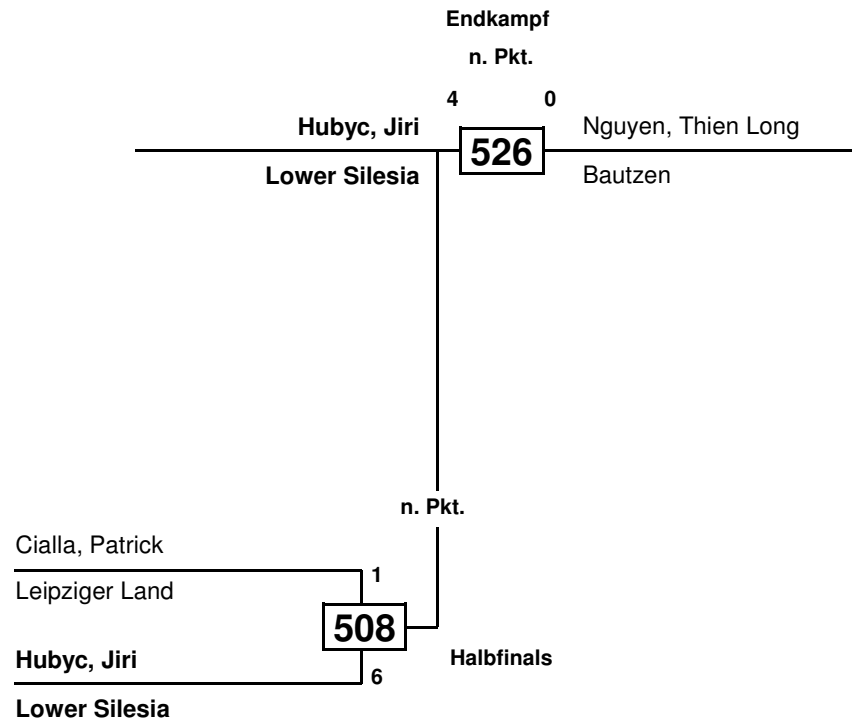 Endkampf
n. Pkt.
4 0
Hubyc, Jiri 526 Nguyen, Thien Long
Lower Silesia Bautzen
n. Pkt.
Cialla, Patrick
1
Leipziger Land
508
Hubyc, Jiri Halbfinals
6
Lower Silesia